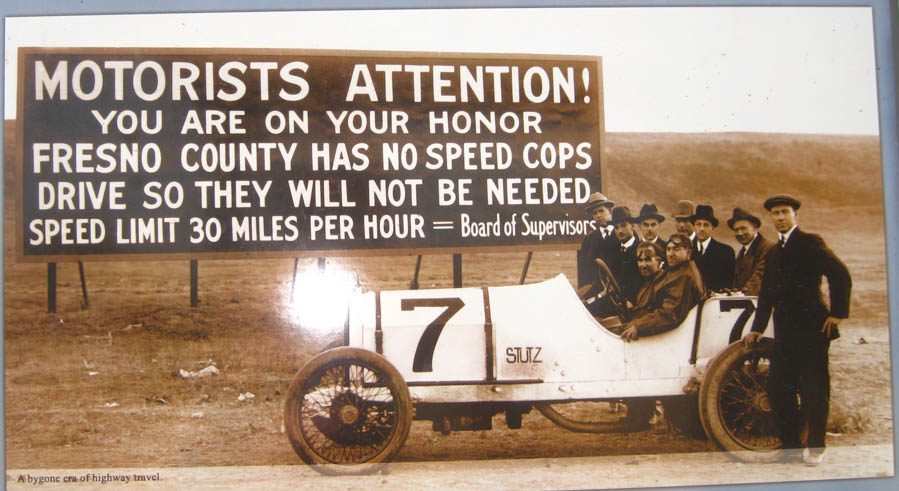 MOTORISTS ATTENTION!
YOU ARE ON YOUR HONOR
FRESNO COUNTY HAS NO SPEED COPS
DRIVE SO THEY WILL NOT BE NEEDED
SPEED LIMIT 30 MILES PER HOUR = Board of Supervisors
7
STUTZ
7
A bygone era of highway travel.